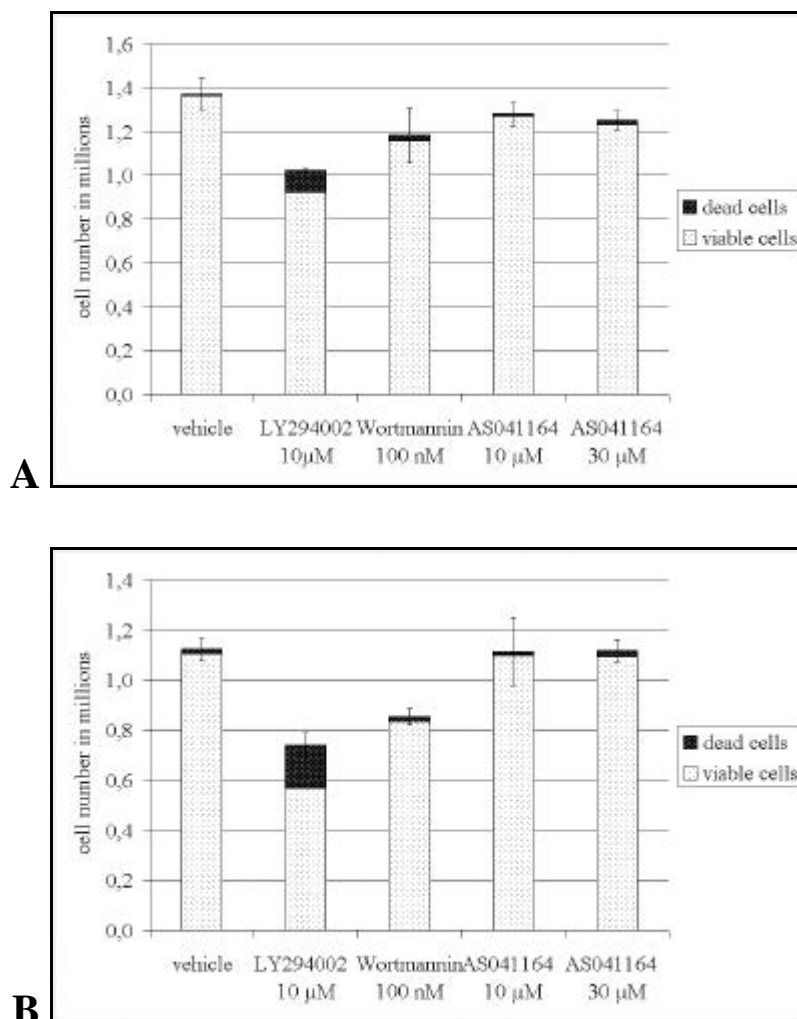 1,6
1,4
1,2
1,0
0,8
0,6
0,4
0,2
0,0
cell number in millions
dead cells
viable cells
vehicle LY294002 Wortmannin AS041164 AS041164
10µM 100 nM 10 µM 30 µM
A
1,4
1,2
1,0
0,8
0,6
0,4
0,2
0,0
cell number in millions
dead cells
viable cells
vehicle LY294002 Wortmannin AS041164 AS041164
10 µM 100 nM 10 µM 30 µM
B